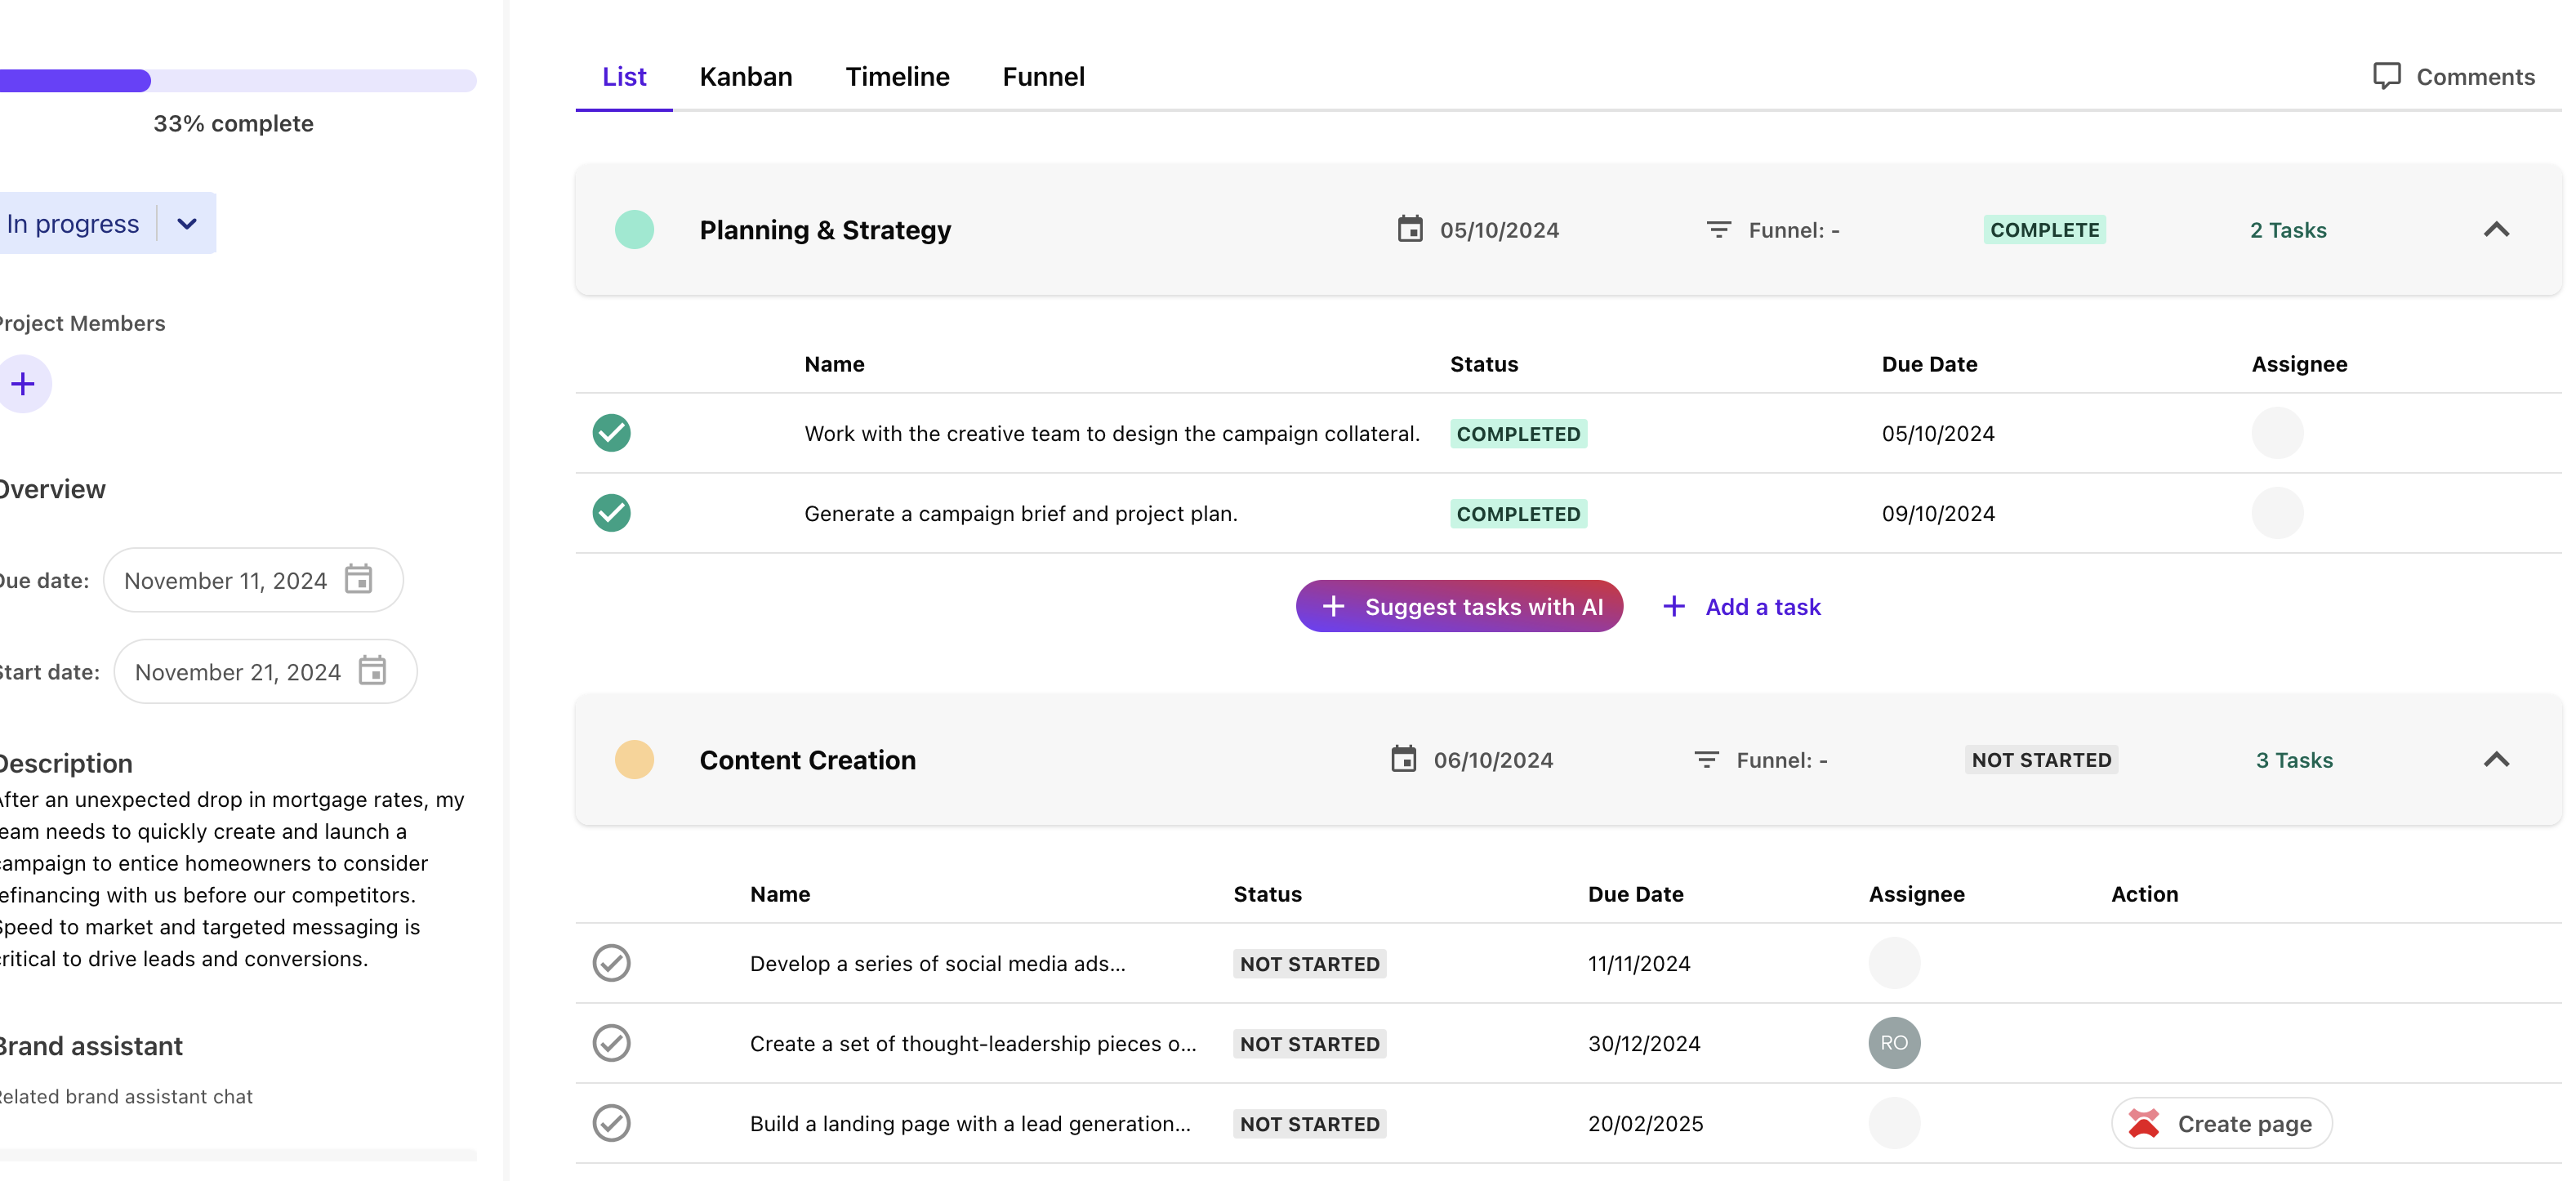 33% complete
In progress
Project Members
Overview
Due date: November 11, 2024
Start date: November 21, 2024
Description
After an unexpected drop in mortgage rates, my
team needs to quickly create and launch a
campaign to entice homeowners to consider
refinancing with us before our competitors.
Speed to market and targeted messaging is
critical to drive leads and conversions.
Brand assistant
Related brand assistant chat
List Kanban Timeline Funnel Comments
Planning & Strategy 05/10/2024 Funnel: - COMPLETE 2 Tasks
Name Status Due Date Assignee
Work with the creative team to design the campaign collateral. COMPLETED 05/10/2024
Generate a campaign brief and project plan. COMPLETED 09/10/2024
Suggest tasks with AI Add a task
Content Creation 06/10/2024 Funnel: - NOT STARTED 3 Tasks
Name Status Due Date Assignee Action
Develop a series of social media ads... NOT STARTED 11/11/2024
Create a set of thought-leadership pieces o... NOT STARTED 30/12/2024 RO
Build a landing page with a lead generation... NOT STARTED 20/02/2025 Create page